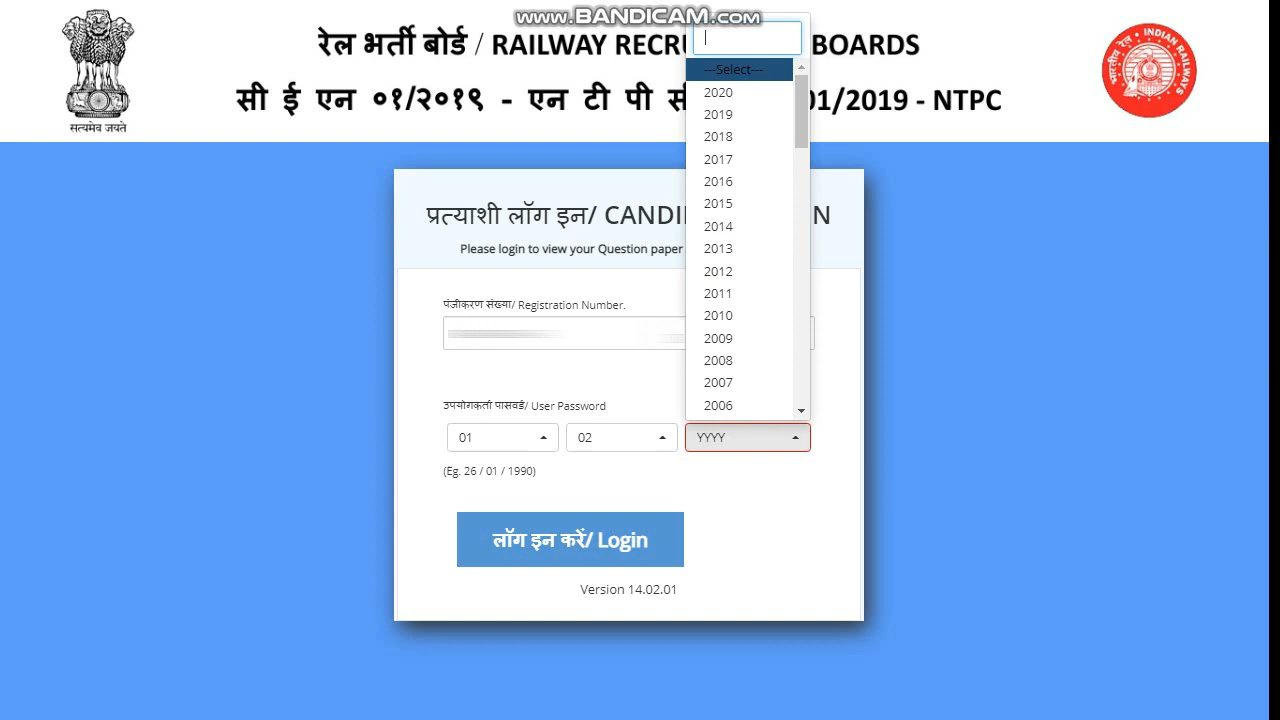 www.BANDICAM.com
रेल भर्ती बोर्ड / RAILWAY RECRU BOARDS
सी ई एन ०१/२०१९ - एन टी पी 01/2019 - NTPC
सत्यमेव जयते
भारतीय रेल INDIAN RAILWAYS
---Select---
2020
2019
2018
2017
2016
2015
2014
2013
2012
2011
2010
2009
2008
2007
2006
प्रत्याशी लॉग इन/ CANDI N
Please login to view your Question paper
पंजीकरण संख्या/ Registration Number.
उपयोगकर्ता पासवर्ड/ User Password
01 02 YYYY
(Eg. 26 / 01 / 1990)
लॉग इन करें/ Login
Version 14.02.01